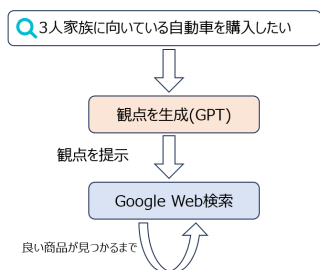 3人家族に向いている自動車を購入したい
観点を生成(GPT)
観点を提示
Google Web検索
良い商品が見つかるまで